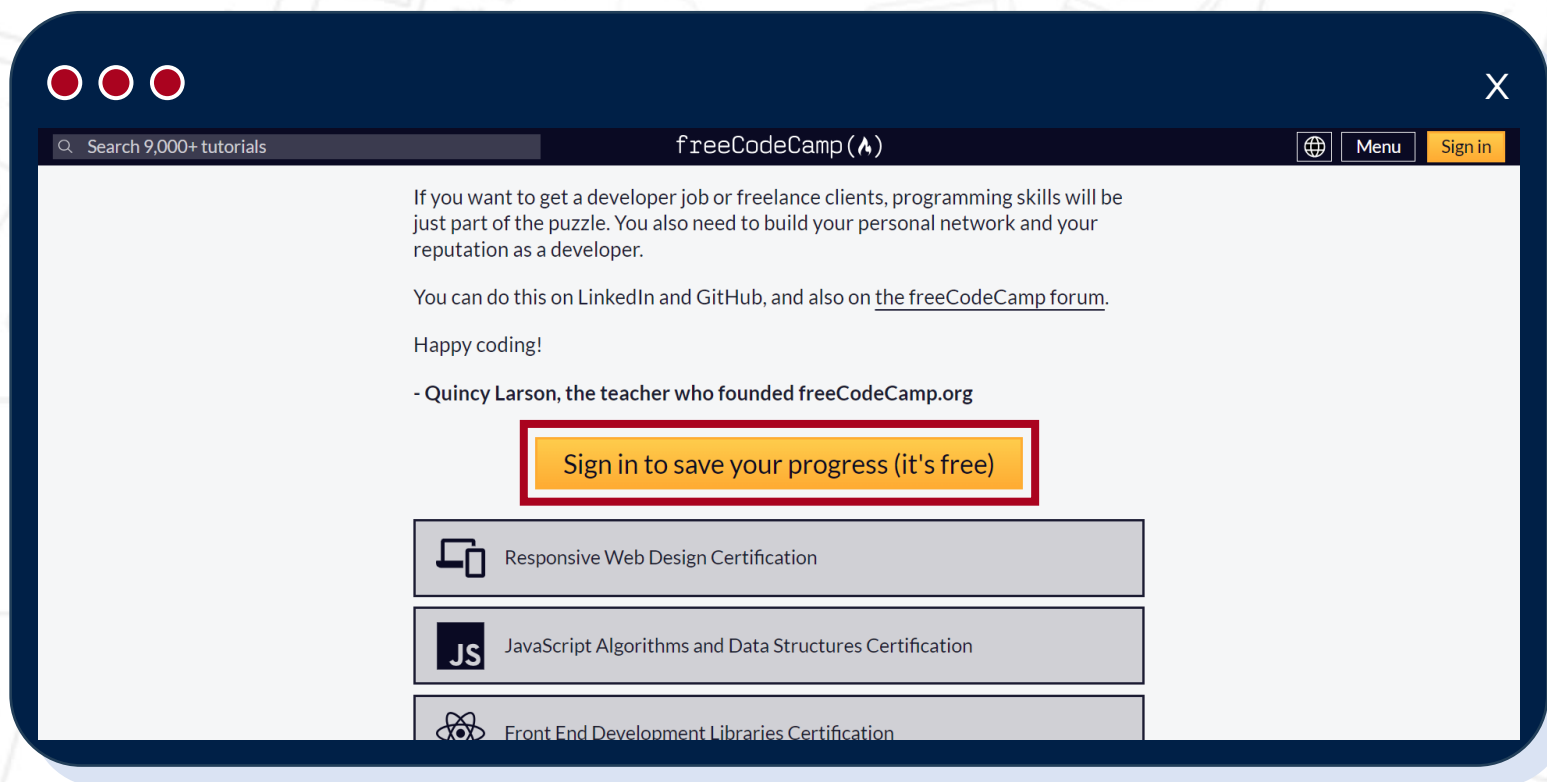 X
Search 9,000+ tutorials
freeCodeCamp
Menu
Sign in
If you want to get a developer job or freelance clients, programming skills will be
just part of the puzzle. You also need to build your personal network and your
reputation as a developer.
You can do this on LinkedIn and GitHub, and also on the freeCodeCamp forum.
Happy coding!
- Quincy Larson, the teacher who founded freeCodeCamp.org
Sign in to save your progress (it's free)
Responsive Web Design Certification
JS
JavaScript Algorithms and Data Structures Certification
Front End Development Libraries Certification